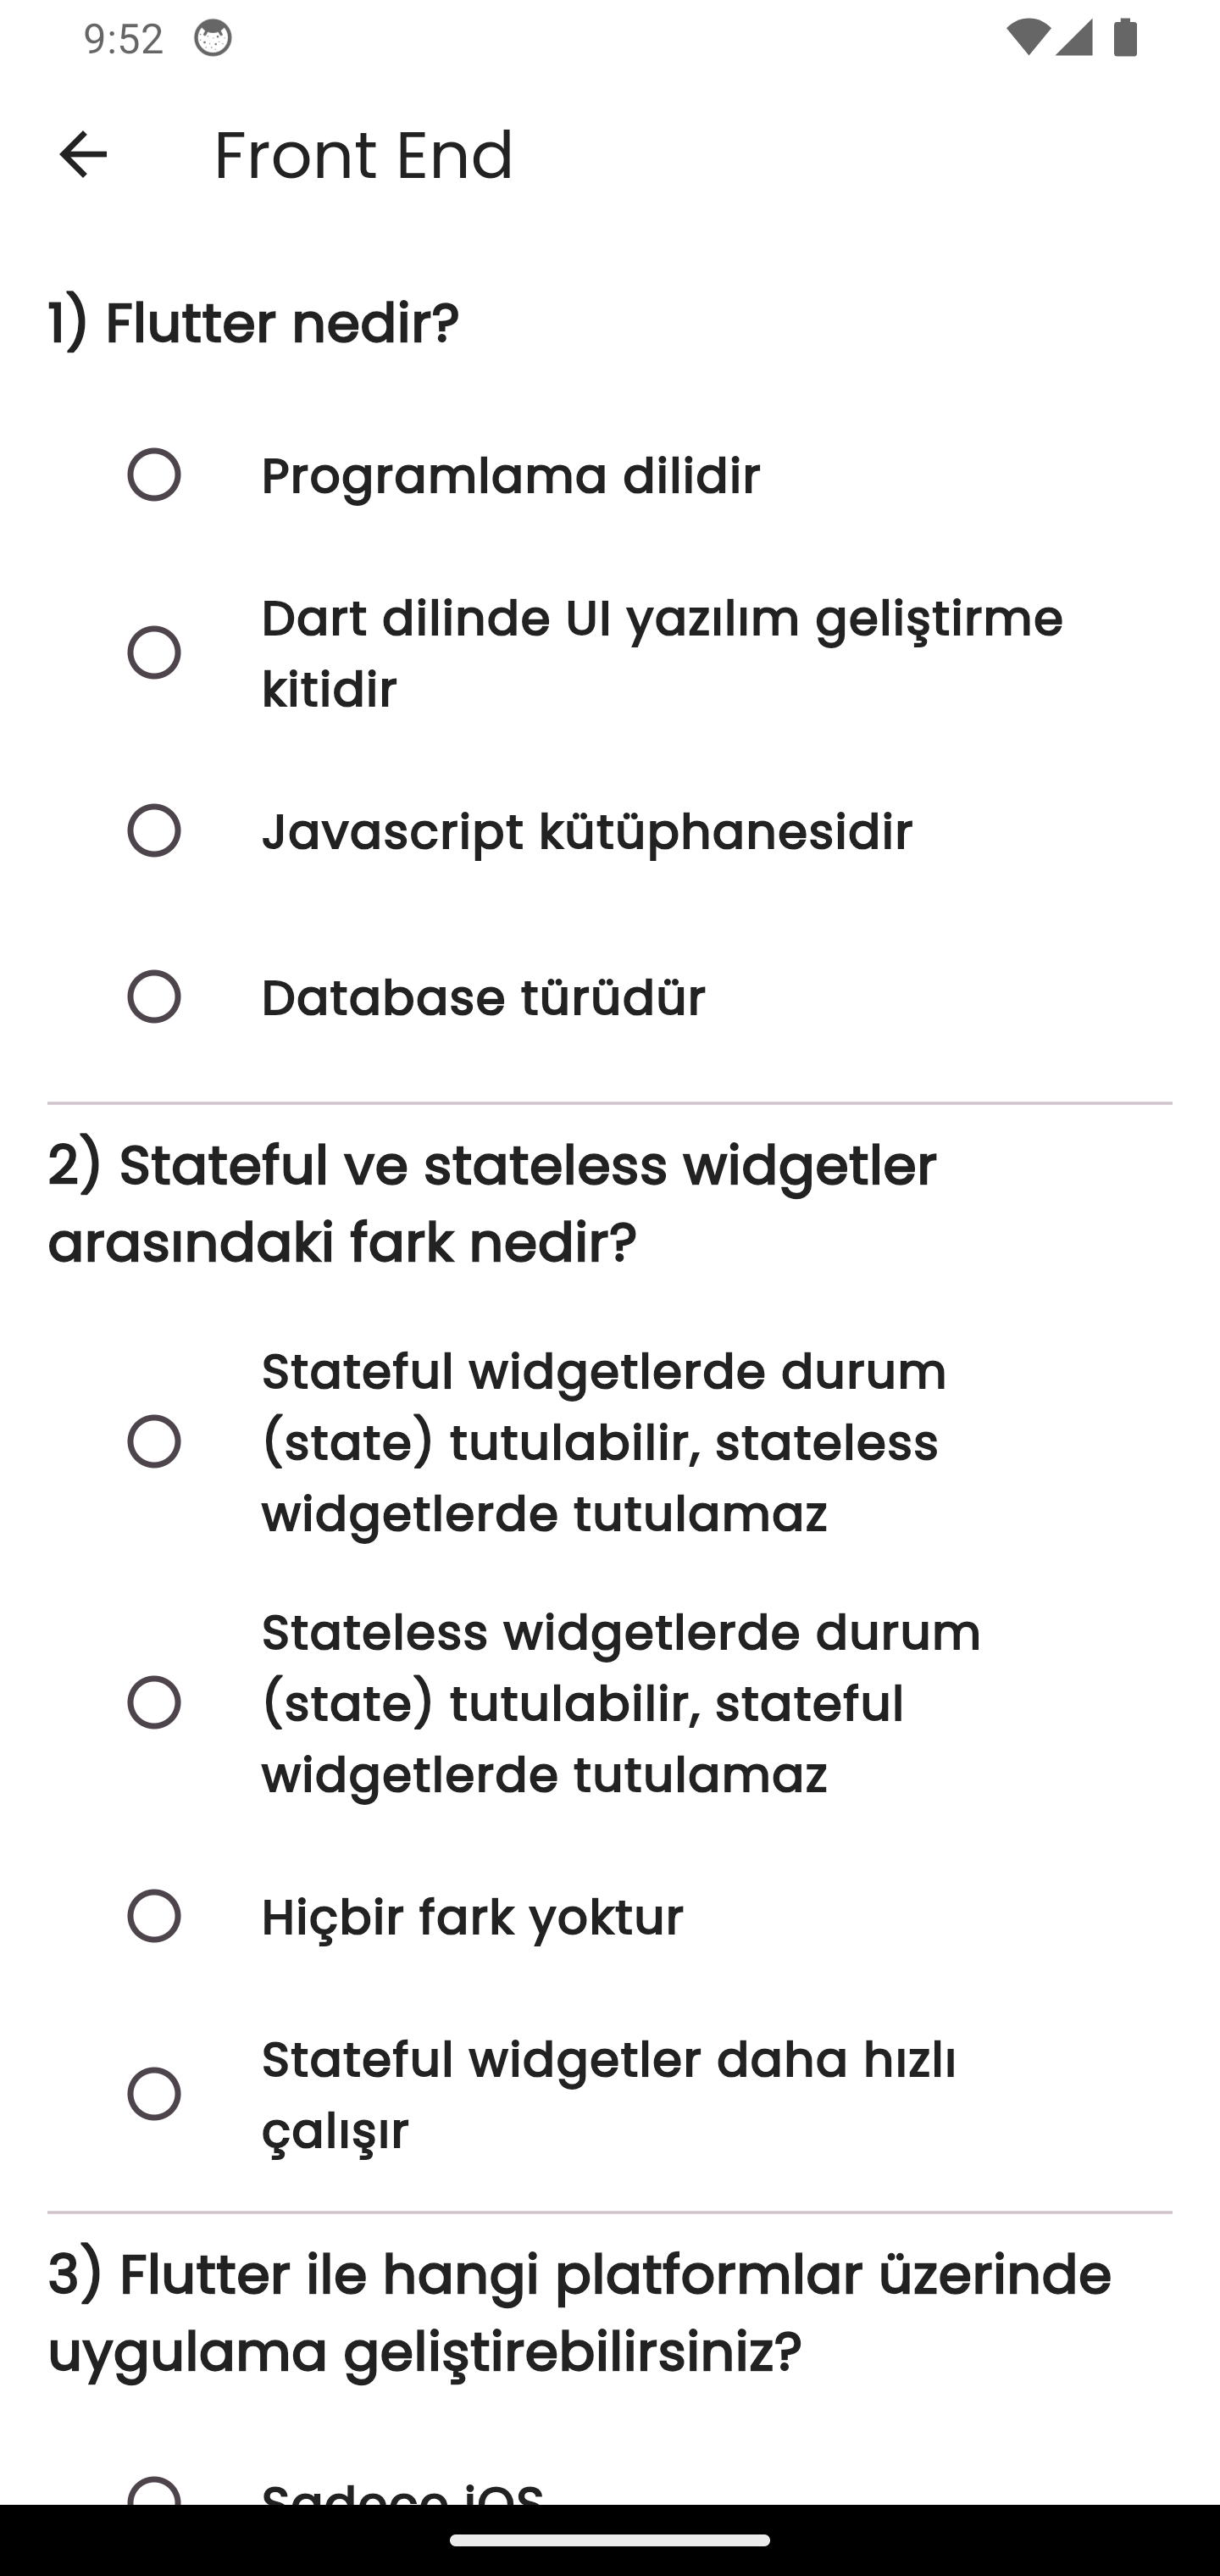 9:52
Front End
1) Flutter nedir?
Programlama dilidir
Dart dilinde UI yazılım geliştirme
kitidir
Javascript kütüphanesidir
Database türüdür
2) Stateful ve stateless widgetler
arasındaki fark nedir?
Stateful widgetlerde durum
(state) tutulabilir, stateless
widgetlerde tutulamaz
Stateless widgetlerde durum
(state) tutulabilir, stateful
widgetlerde tutulamaz
Hiçbir fark yoktur
Stateful widgetler daha hızlı
çalışır
3) Flutter ile hangi platformlar üzerinde
uygulama geliştirebilirsiniz?
Sadece iOS